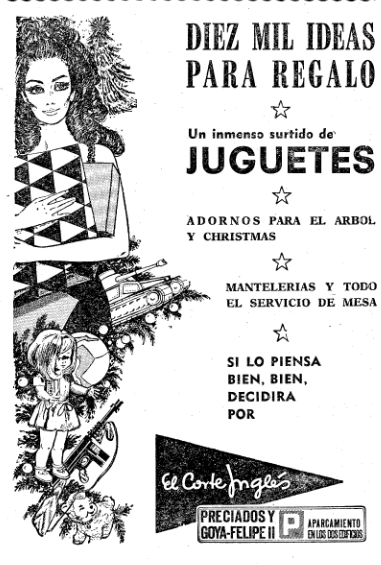 DIEZ MIL IDEAS
PARA REGALO
Un inmenso surtido de
JUGUETES
ADORNOS PARA EL ARBOL
Y CHRISTMAS
MANTELERIAS Y TODO
EL SERVICIO DE MESA
SI LO PIENSA
BIEN, BIEN,
DECIDIRA
POR
El Corte Inglés
PRECIADOS Y
GOYA-FELIPE II
P
APARCAMIENTO
EN LOS DOS EDIFICIOS